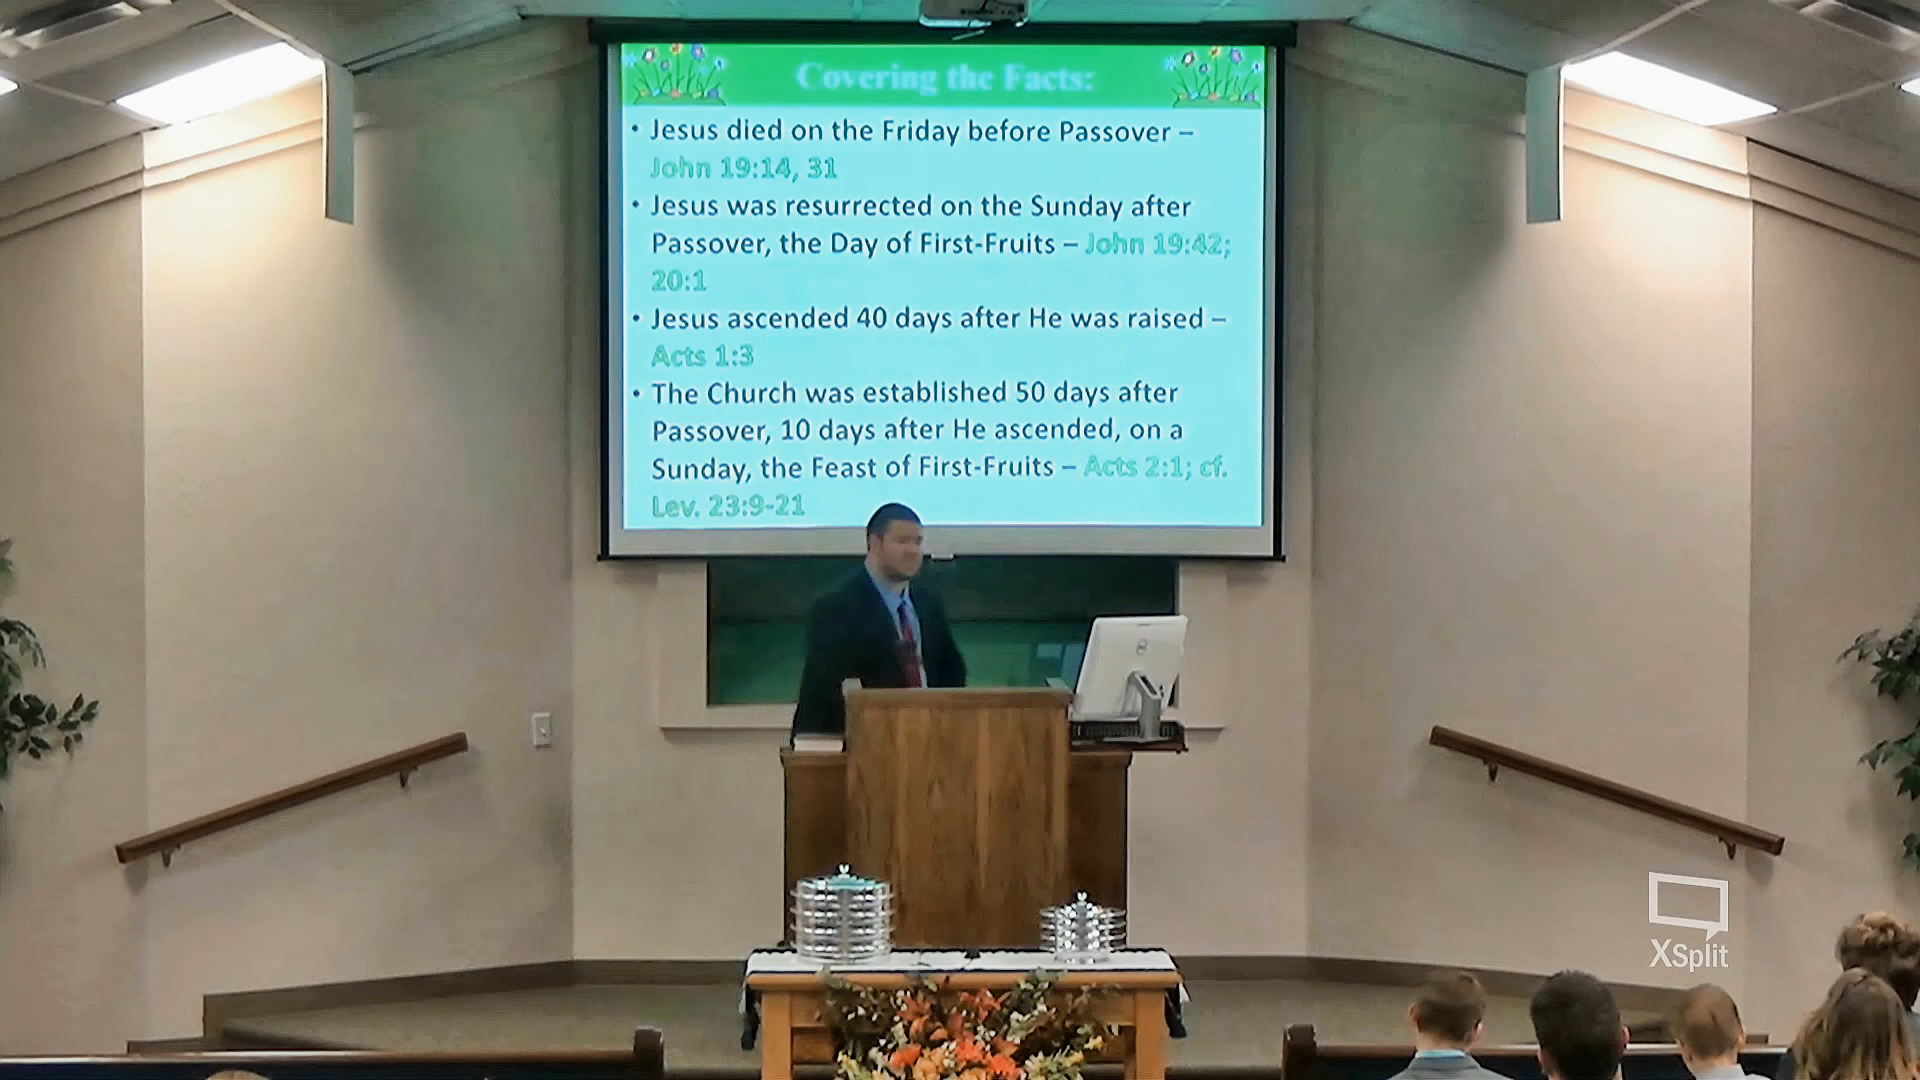 Covering the Facts:
• Jesus died on the Friday before Passover –
John 19:14, 31
• Jesus was resurrected on the Sunday after
Passover, the Day of First-Fruits – John 19:42;
20:1
• Jesus ascended 40 days after He was raised –
Acts 1:3
• The Church was established 50 days after
Passover, 10 days after He ascended, on a
Sunday, the Feast of First-Fruits – Acts 2:1; cf.
Lev. 23:9-21
XSplit